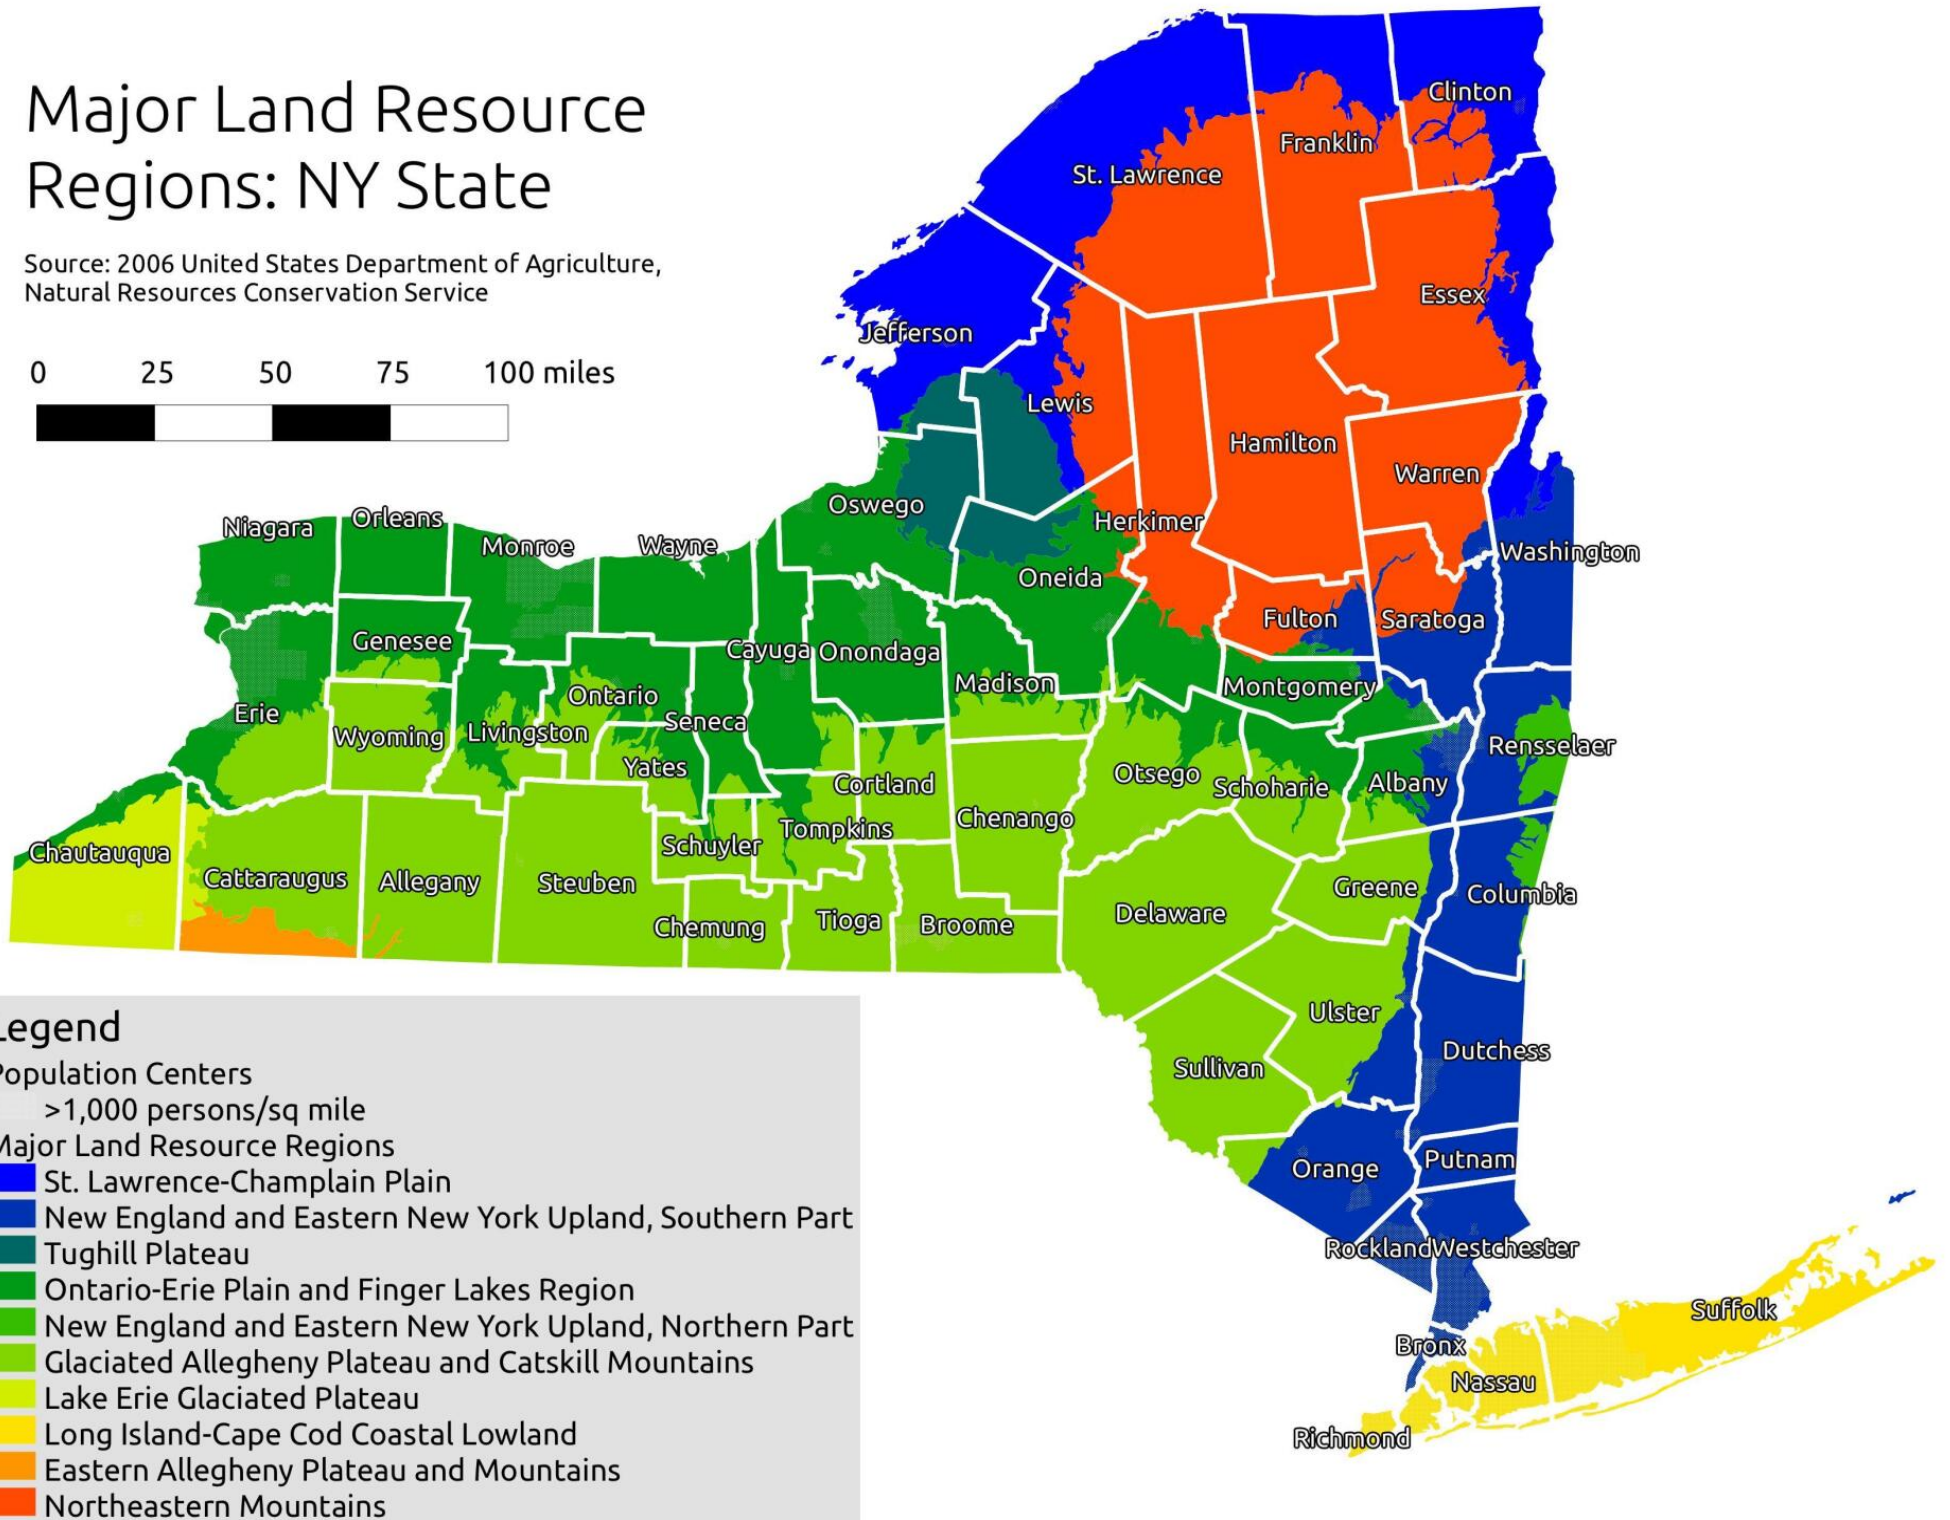 Major Land Resource
Regions: NY State
Source: 2006 United States Department of Agriculture,
Natural Resources Conservation Service
0 25 50 75 100 miles
Clinton
Franklin
St. Lawrence
Essex
Jefferson
Lewis
Hamilton
Warren
Oswego
Herkimer
Niagara
Orleans
Monroe
Wayne
Washington
Oneida
Fulton
Saratoga
Genesee
Cayuga
Onondaga
Madison
Montgomery
Ontario
Erie
Seneca
Wyoming
Livingston
Rensselaer
Yates
Otsego
Cortland
Schoharie
Albany
Chenango
Tompkins
Schuyler
Chautauqua
Cattaraugus
Allegany
Steuben
Greene
Columbia
Delaware
Chemung
Tioga
Broome
Ulster
Dutchess
Sullivan
Putnam
Orange
Rockland
Westchester
Suffolk
Bronx
Nassau
Richmond
Legend
Population Centers
>1,000 persons/sq mile
Major Land Resource Regions
St. Lawrence-Champlain Plain
New England and Eastern New York Upland, Southern Part
Tughill Plateau
Ontario-Erie Plain and Finger Lakes Region
New England and Eastern New York Upland, Northern Part
Glaciated Allegheny Plateau and Catskill Mountains
Lake Erie Glaciated Plateau
Long Island-Cape Cod Coastal Lowland
Eastern Allegheny Plateau and Mountains
Northeastern Mountains